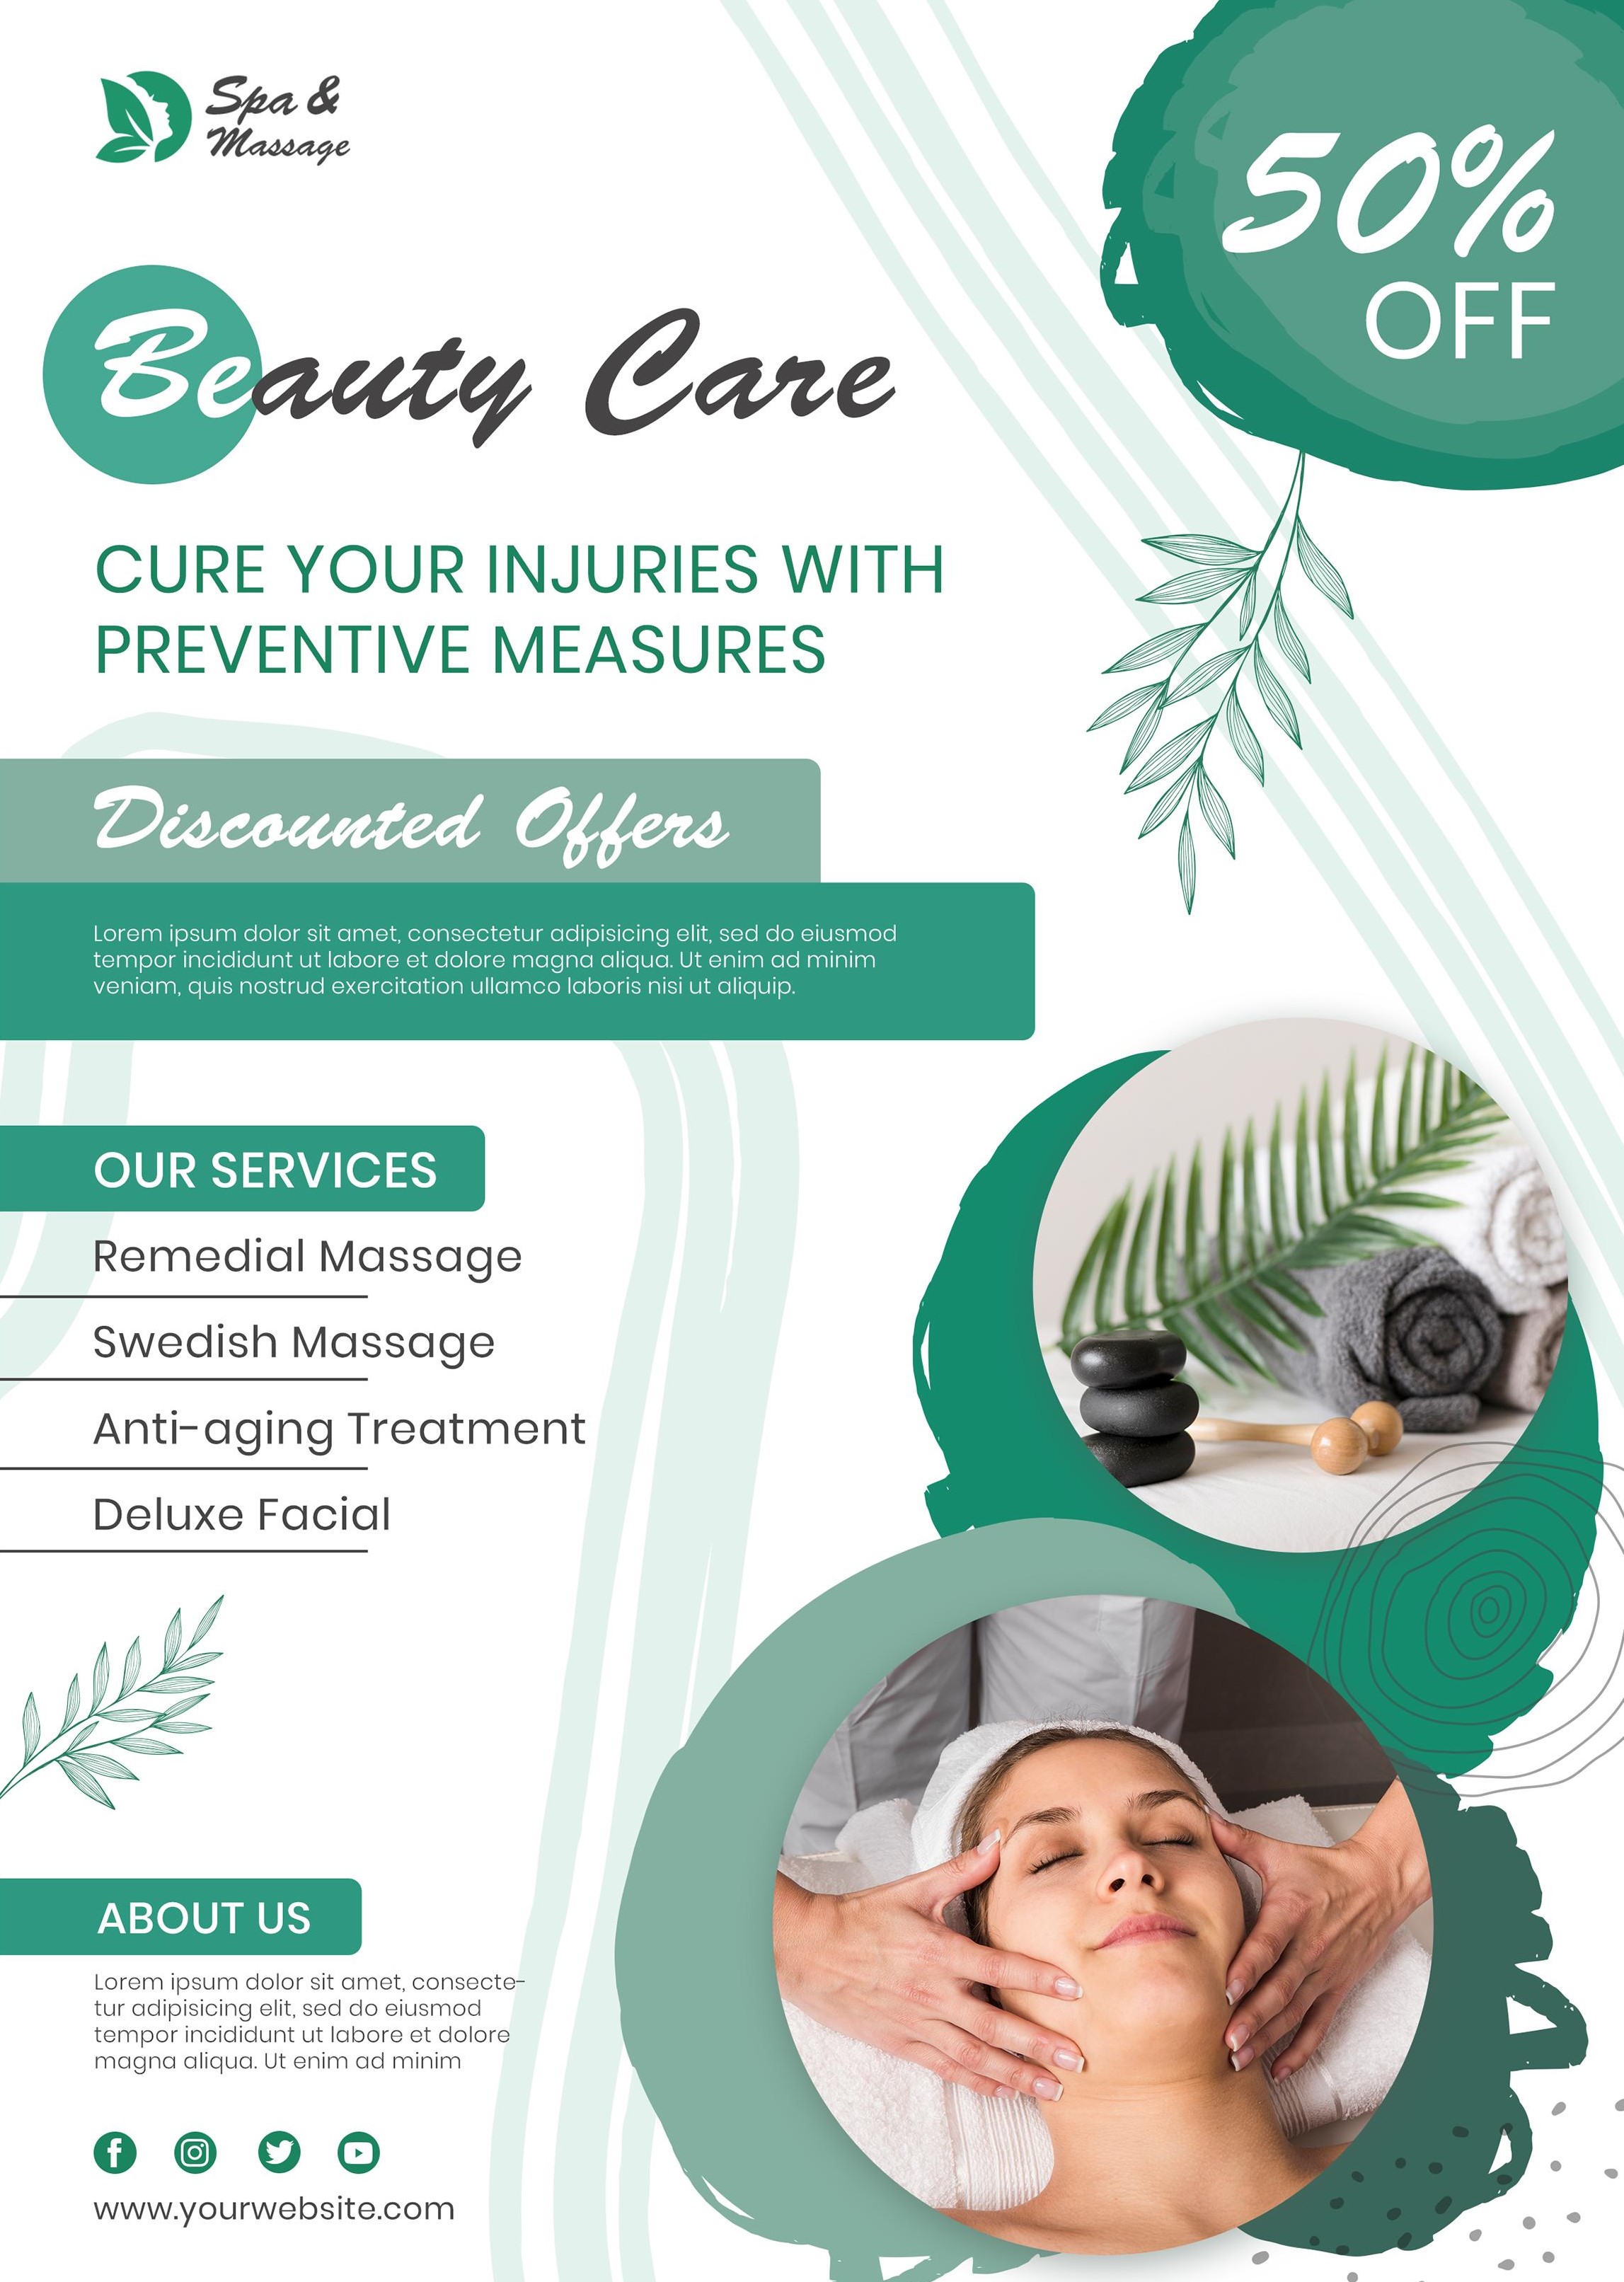 Spa &
Massage
50%
OFF
Beauty Care
CURE YOUR INJURIES WITH
PREVENTIVE MEASURES
Discounted Offers
Lorem ipsum dolor sit amet, consectetur adipisicing elit, sed do eiusmod
tempor incididunt ut labore et dolore magna aliqua. Ut enim ad minim
veniam, quis nostrud exercitation ullamco laboris nisi ut aliquip.
OUR SERVICES
Remedial Massage
Swedish Massage
Anti-aging Treatment
Deluxe Facial
ABOUT US
Lorem ipsum dolor sit amet, consecte-
tur adipisicing elit, sed do eiusmod
tempor incididunt ut labore et dolore
magna aliqua. Ut enim ad minim
www.yourwebsite.com